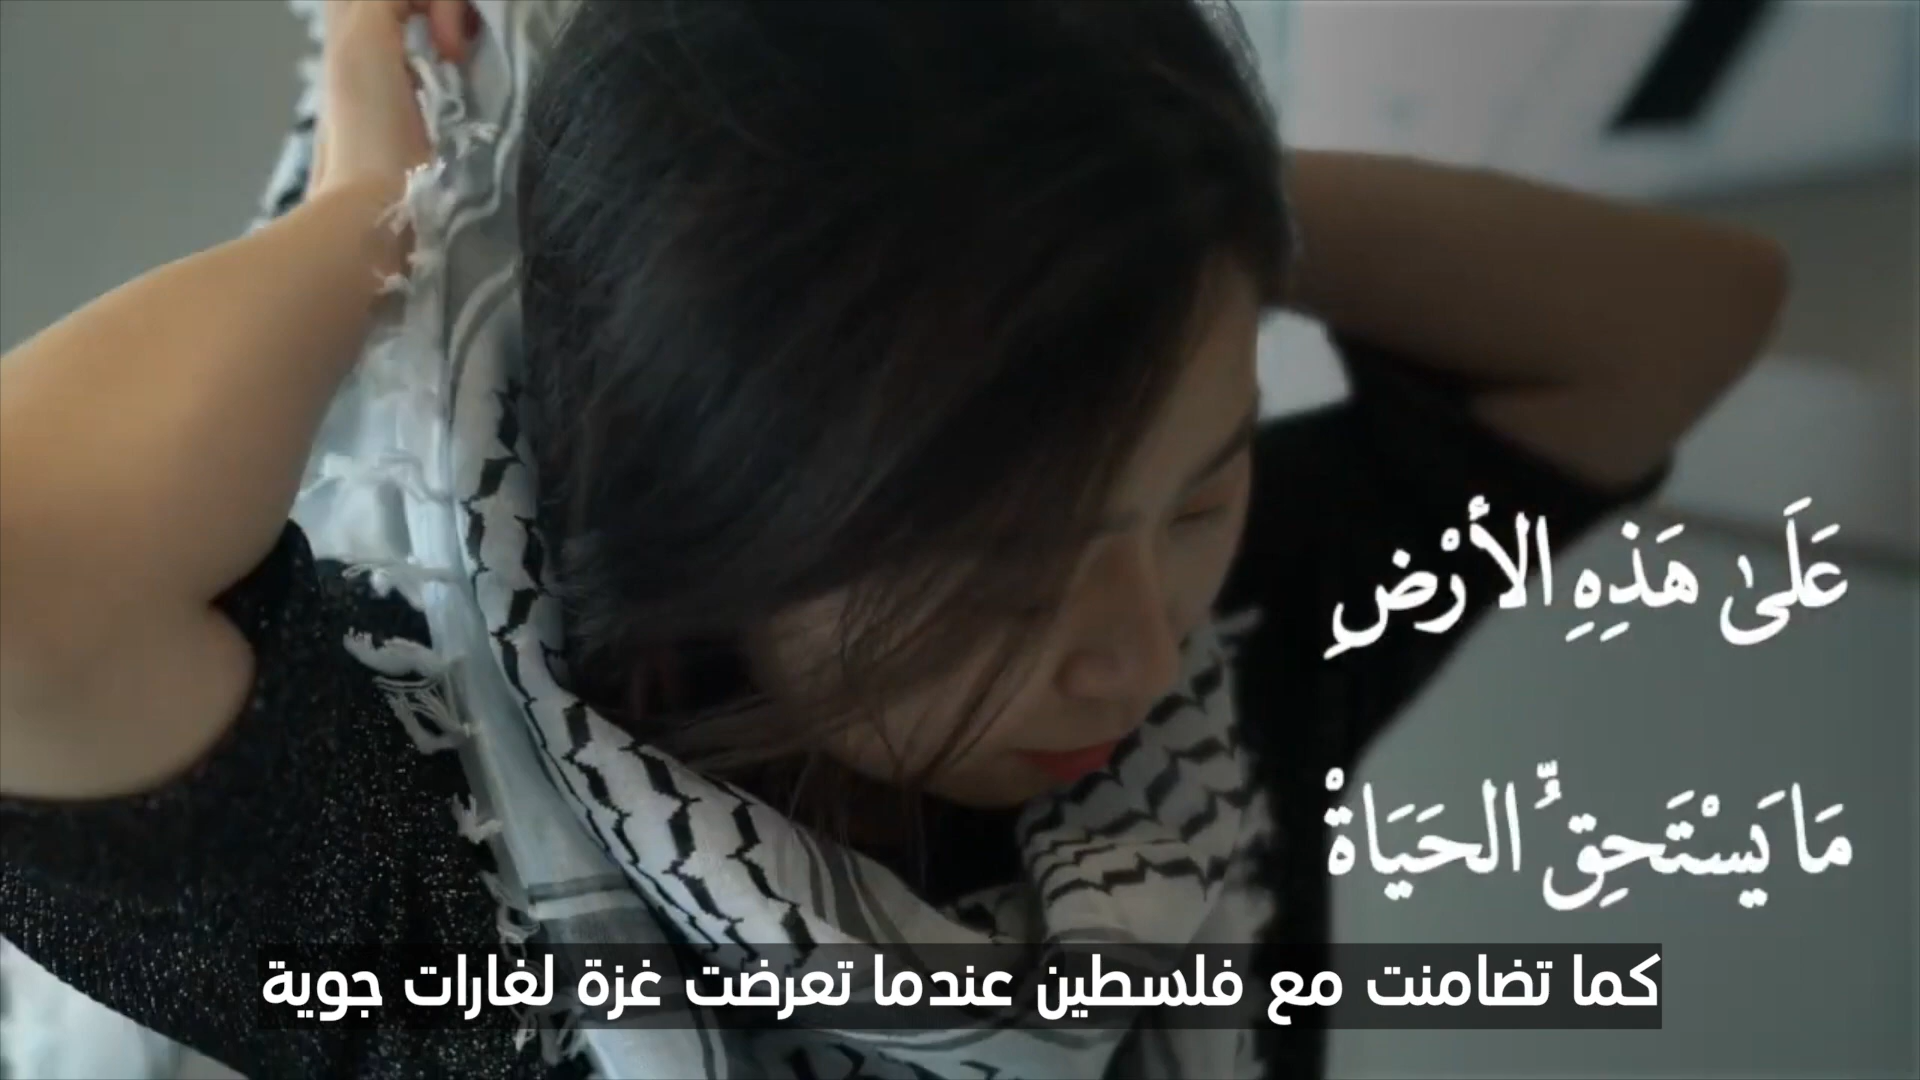 عَلَىٰ هَذِهِ الأَرْضِ
مَا يَسْتَحِقُّ الحَيَاةْ
كما تضامنت مع فلسطين عندما تعرضت غزة لغارات جوية